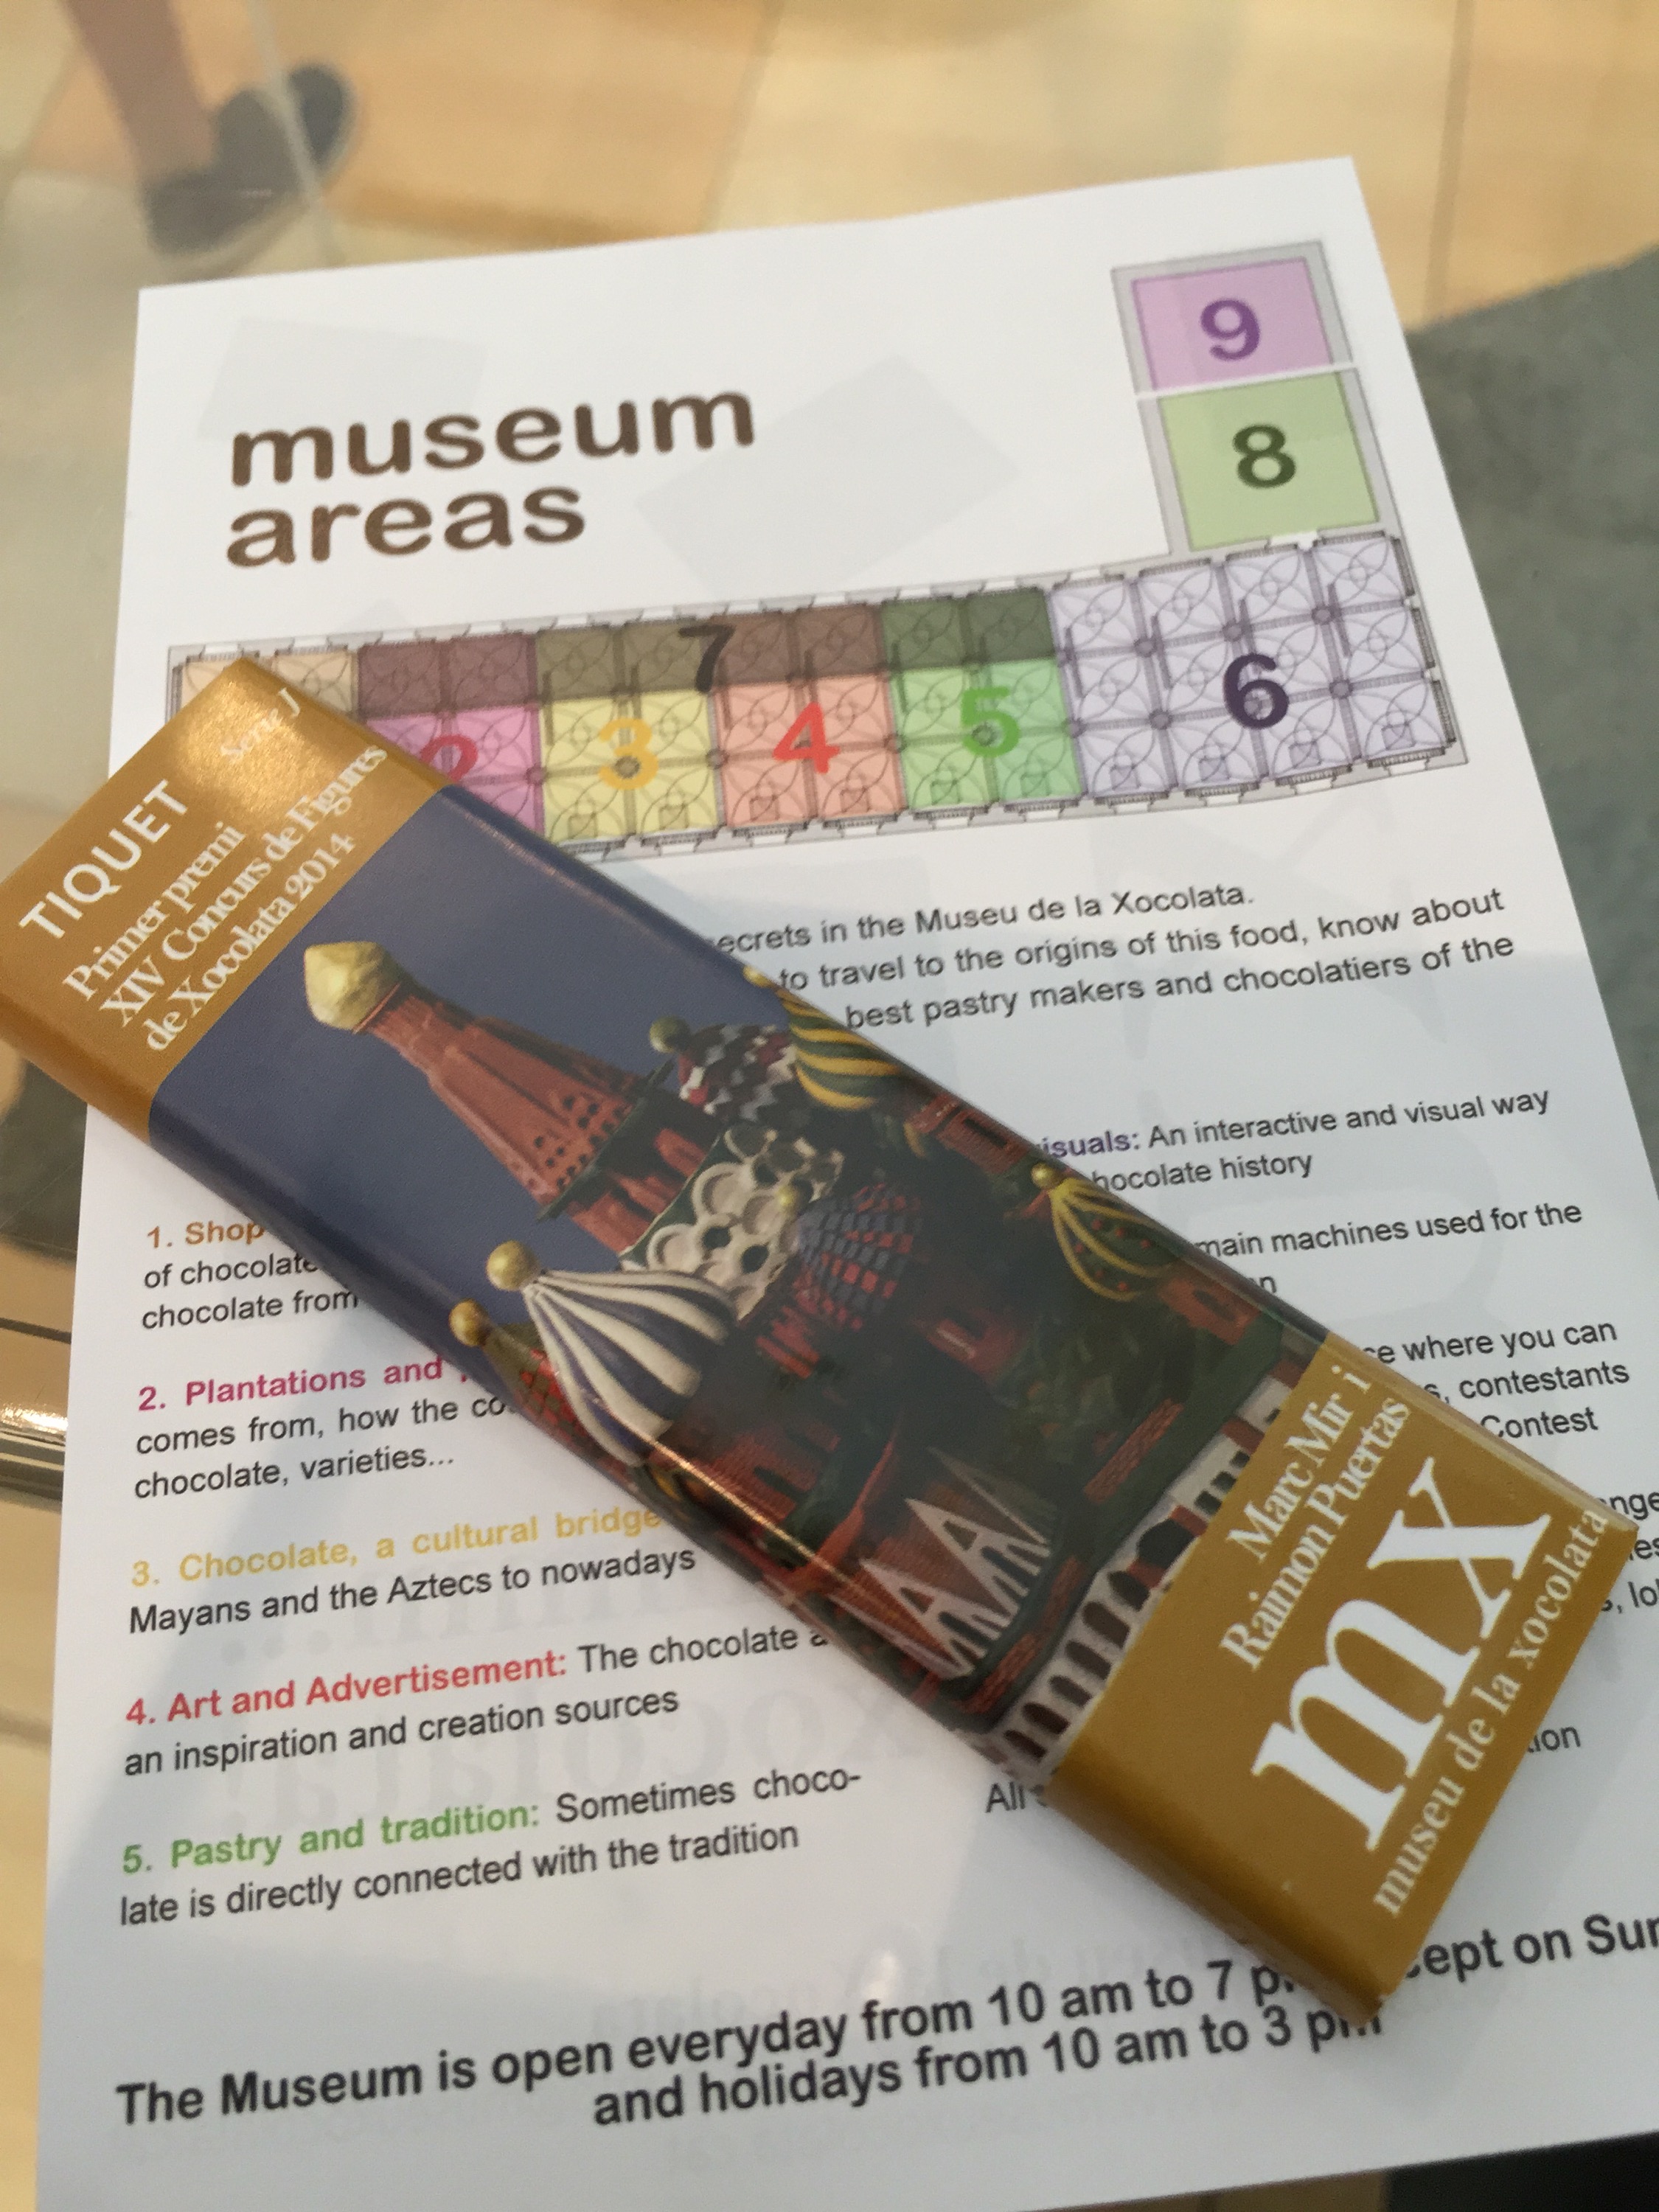 museum
areas
9
8
7
2
3
4
5
6
TIQUET
Serie J
Primer premi
XIV Concurs de Figures
de Xocolata 2014
Marc Mir i
Raimon Puertas
mx
museu de la xocolata
in the Museu de la Xocolata.
to travel to the origins of this food, know about
best pastry makers and chocolatiers of the
An interactive and visual way
history
main machines used for the
where you can
contestants
Contest
1. Shop
of
chocolate from
2. Plantations and
comes from, how the
chocolate, varieties...
3. Chocolate, a cultural bridge
Mayans and the Aztecs to nowadays
4. Art and Advertisement: The chocolate
an inspiration and creation sources
5. Pastry and tradition: Sometimes choco-
late is directly connected with the tradition
All
The Museum is open everyday from 10 am to 7 on
and holidays from 10 am to 3 pm